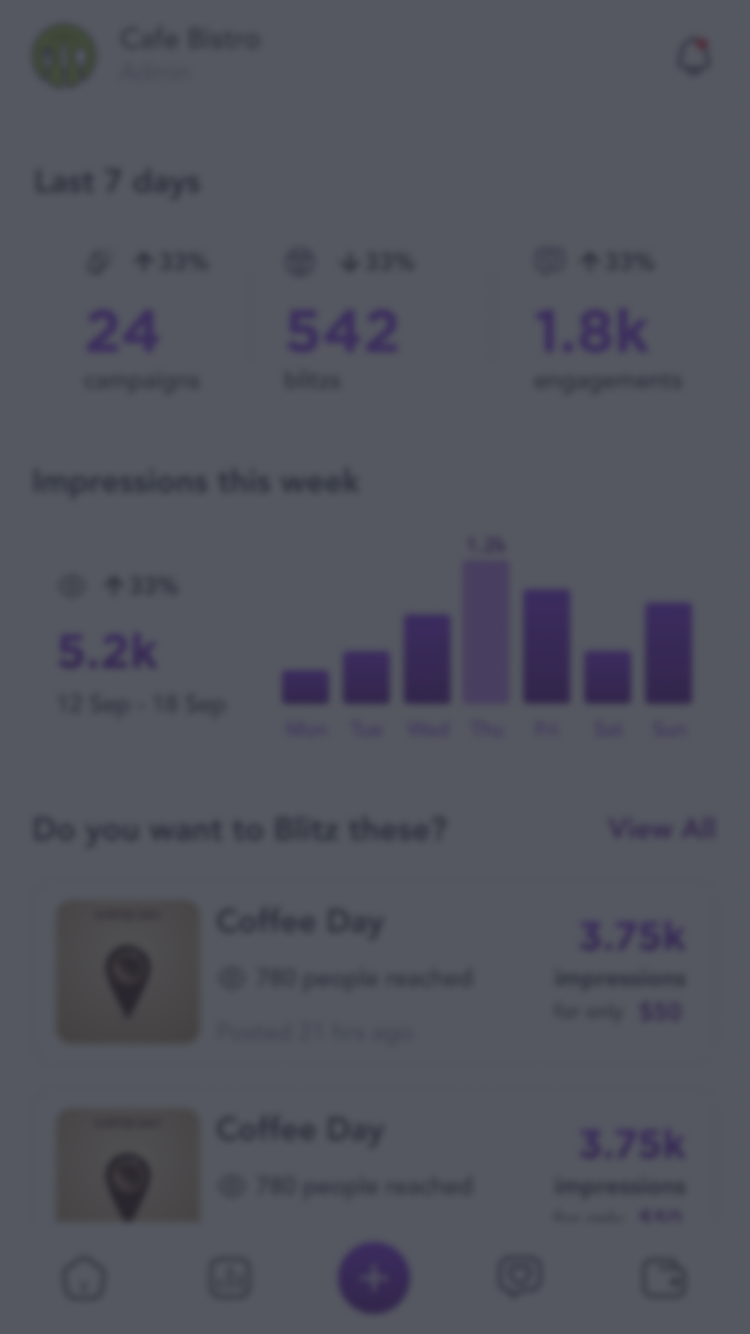 Cafe Bistro
Admin
Last 7 days
↑33% ↓33% ↑33%
24 542 1.8k
campaigns blitzs engagements
Impressions this week
1.2k
↑33%
5.2k
12 Sep - 18 Sep
Mon Tue Wed Thu Fri Sat Sun
Do you want to Blitz these? View All
Coffee Day
3.75k
780 people reached
impressions
for only $50
Posted 21 hrs ago
Coffee Day
3.75k
780 people reached
impressions
for only $50